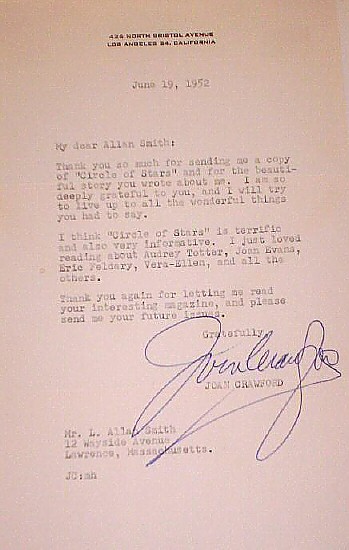 426 NORTH BRISTOL AVENUE
LOS ANGELES 24, CALIFORNIA
June 19, 1952
My dear Allan Smith:
Thank you so much for sending me a copy
of "Circle of Stars" and for the beauti-
ful story you wrote about me. I am so
deeply grateful to you, and I will try
to live up to all the wonderful things
you had to say.
I think "Circle of Stars" is terrific
and also very informative. I just loved
reading about Audrey Totter, Joan Evans,
Eric Feldary, Vera-Ellen, and all the
others.
Thank you again for letting me read
your interesting magazine, and please
send me your future issues.
Gratefully,
Joan Crawford
JOAN CRAWFORD
Mr. L. Allan Smith
12 Wayside Avenue
Lawrence, Massachusetts.
JC:mh